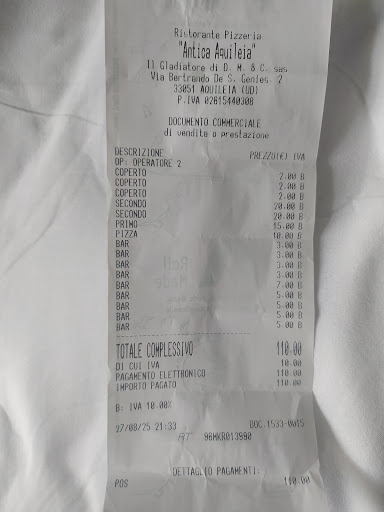 Ristorante Pizzeria
"Antica Aquileia"
Il Gladiatore di D. M. & C. sas
Via Bertrando De S. Genies, 2
33051 AQUILEIA (UD)
P.IVA 02615440308
DOCUMENTO COMMERCIALE
di vendita o prestazione
DESCRIZIONE PREZZO(€) IVA
OP: OPERATORE 2
COPERTO 2.00 B
COPERTO 2.00 B
COPERTO 2.00 B
SECONDO 20.00 B
SECONDO 20.00 B
PRIMO 15.00 B
PIZZA 10.00 B
BAR 3.00 B
BAR 3.00 B
BAR 3.00 B
BAR 3.00 B
BAR 7.00 B
BAR 5.00 B
BAR 5.00 B
BAR 5.00 B
BAR 5.00 B
TOTALE COMPLESSIVO 110.00
DI CUI IVA 10.00
PAGAMENTO ELETTRONICO 110.00
IMPORTO PAGATO 110.00
B: IVA 10.00%
27/08/25 21:33 DOC.1533-0015
RT 96MKR013990
DETTAGLIO PAGAMENTI:
POS 110.00